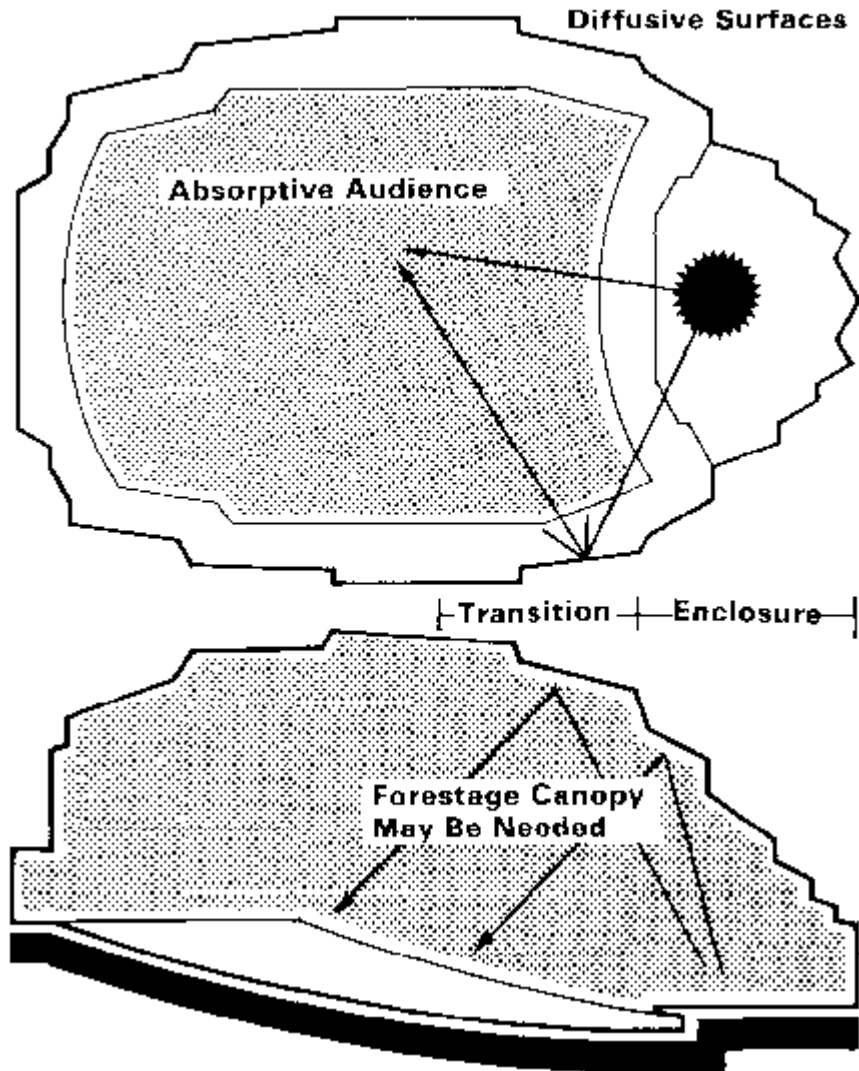 Diffusive Surfaces
Absorptive Audience
Transition
Enclosure
Forestage Canopy
May Be Needed